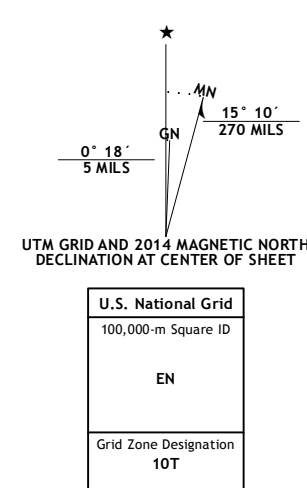 ★
MN
15° 10´
270 MILS
GN
0° 18´
5 MILS
UTM GRID AND 2014 MAGNETIC NORTH
DECLINATION AT CENTER OF SHEET
U.S. National Grid
100,000-m Square ID
EN
Grid Zone Designation
10T